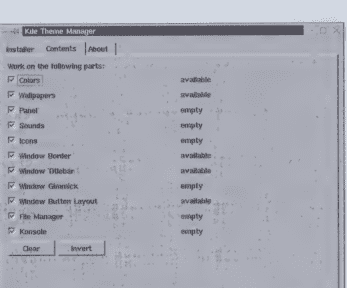 Kde Theme Manager
Installer Contents About
Work on the following parts:
Colors available
Wallpapers available
Panel empty
Sounds empty
Icons empty
Window Border available
Window Titlebar available
Window Gimmick empty
Window Button Layout available
File Manager empty
Konsole empty
Clear Invert